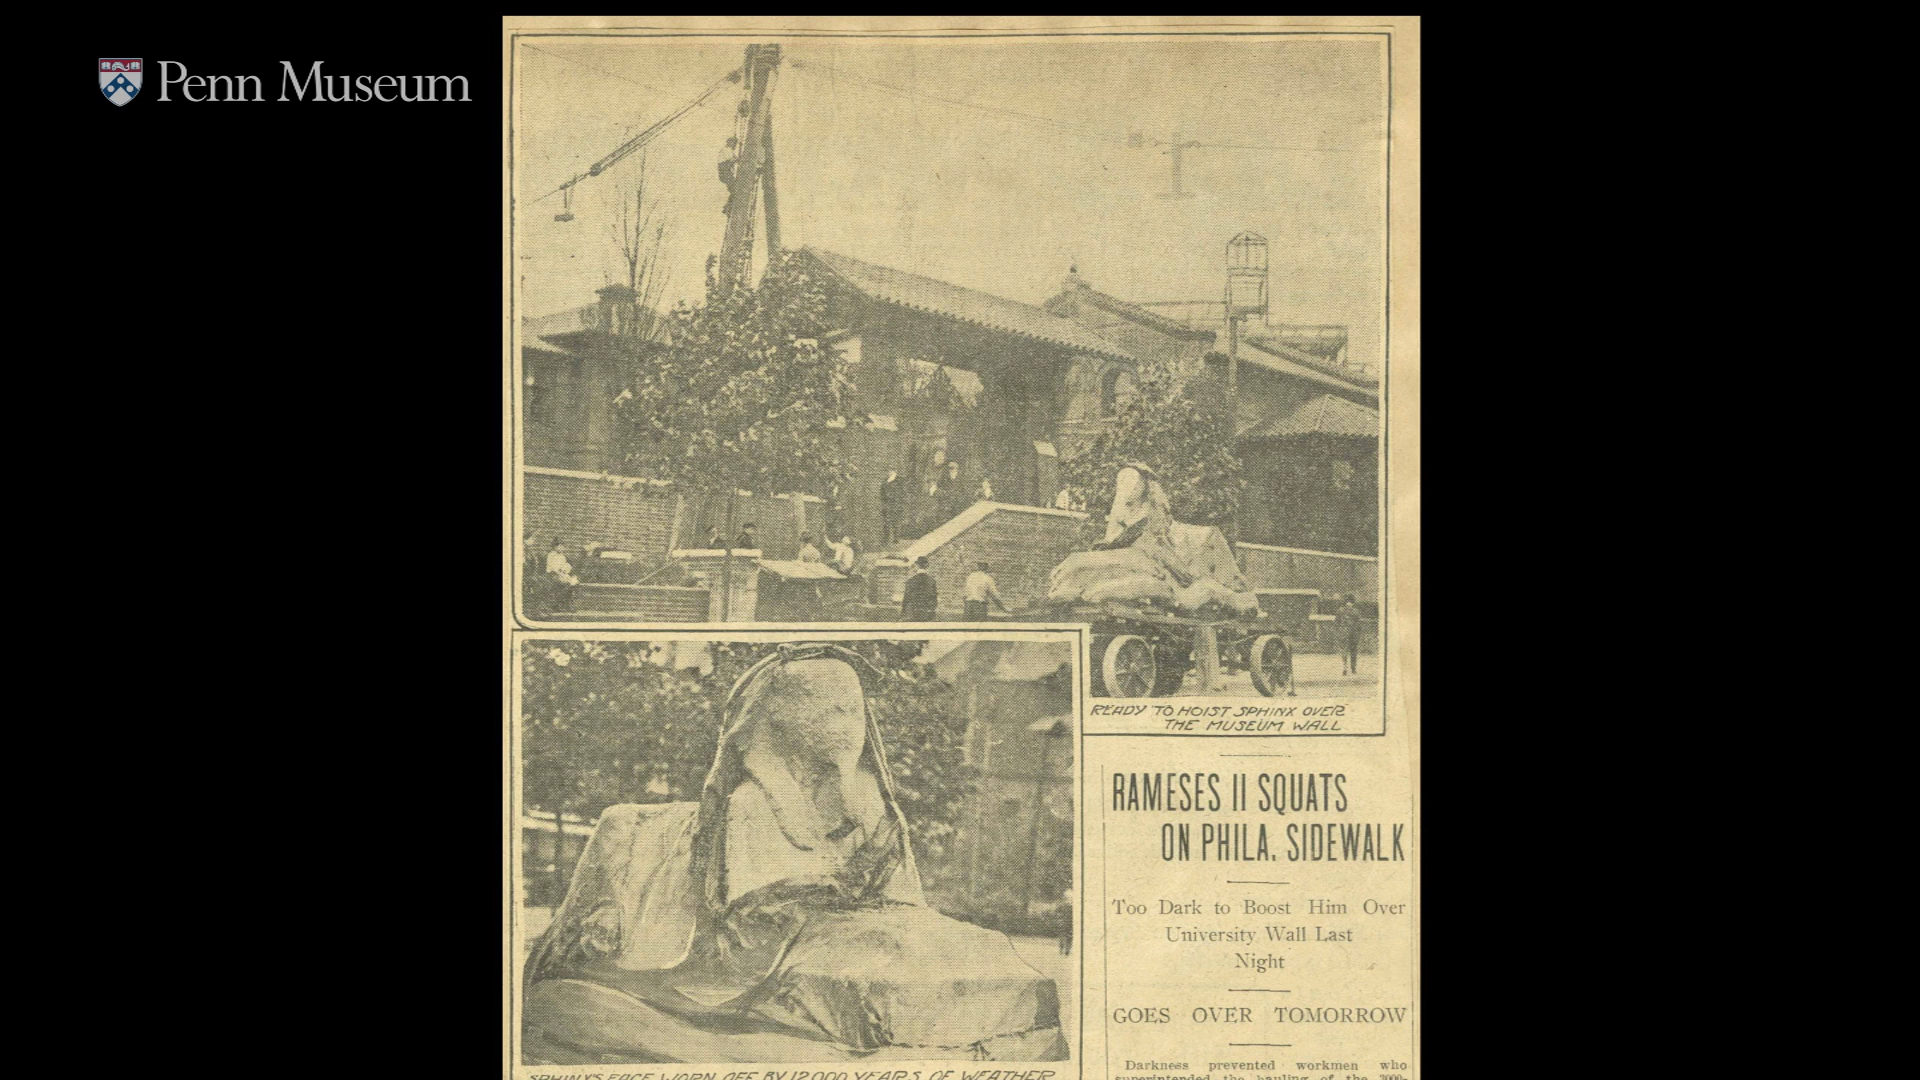 Penn Museum
READY TO HOIST SPHINX OVER
THE MUSEUM WALL
RAMESES II SQUATS
ON PHILA. SIDEWALK
Too Dark to Boost Him Over
University Wall Last
Night
GOES OVER TOMORROW
Darkness prevented workmen who
superintended the hauling of the 7000-
SPHINX'S FACE WORN OFF BY 12,000 YEARS OF WEATHER